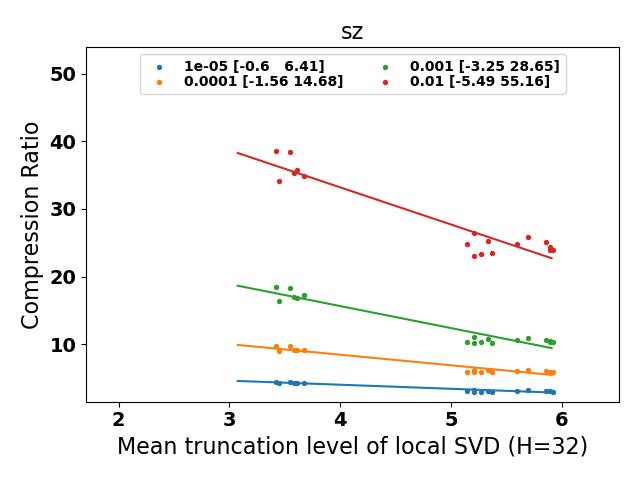 sz
1e-05 [-0.6 6.41]
0.0001 [-1.56 14.68]
0.001 [-3.25 28.65]
0.01 [-5.49 55.16]
Compression Ratio
50
40
30
20
10
2 3 4 5 6
Mean truncation level of local SVD (H=32)